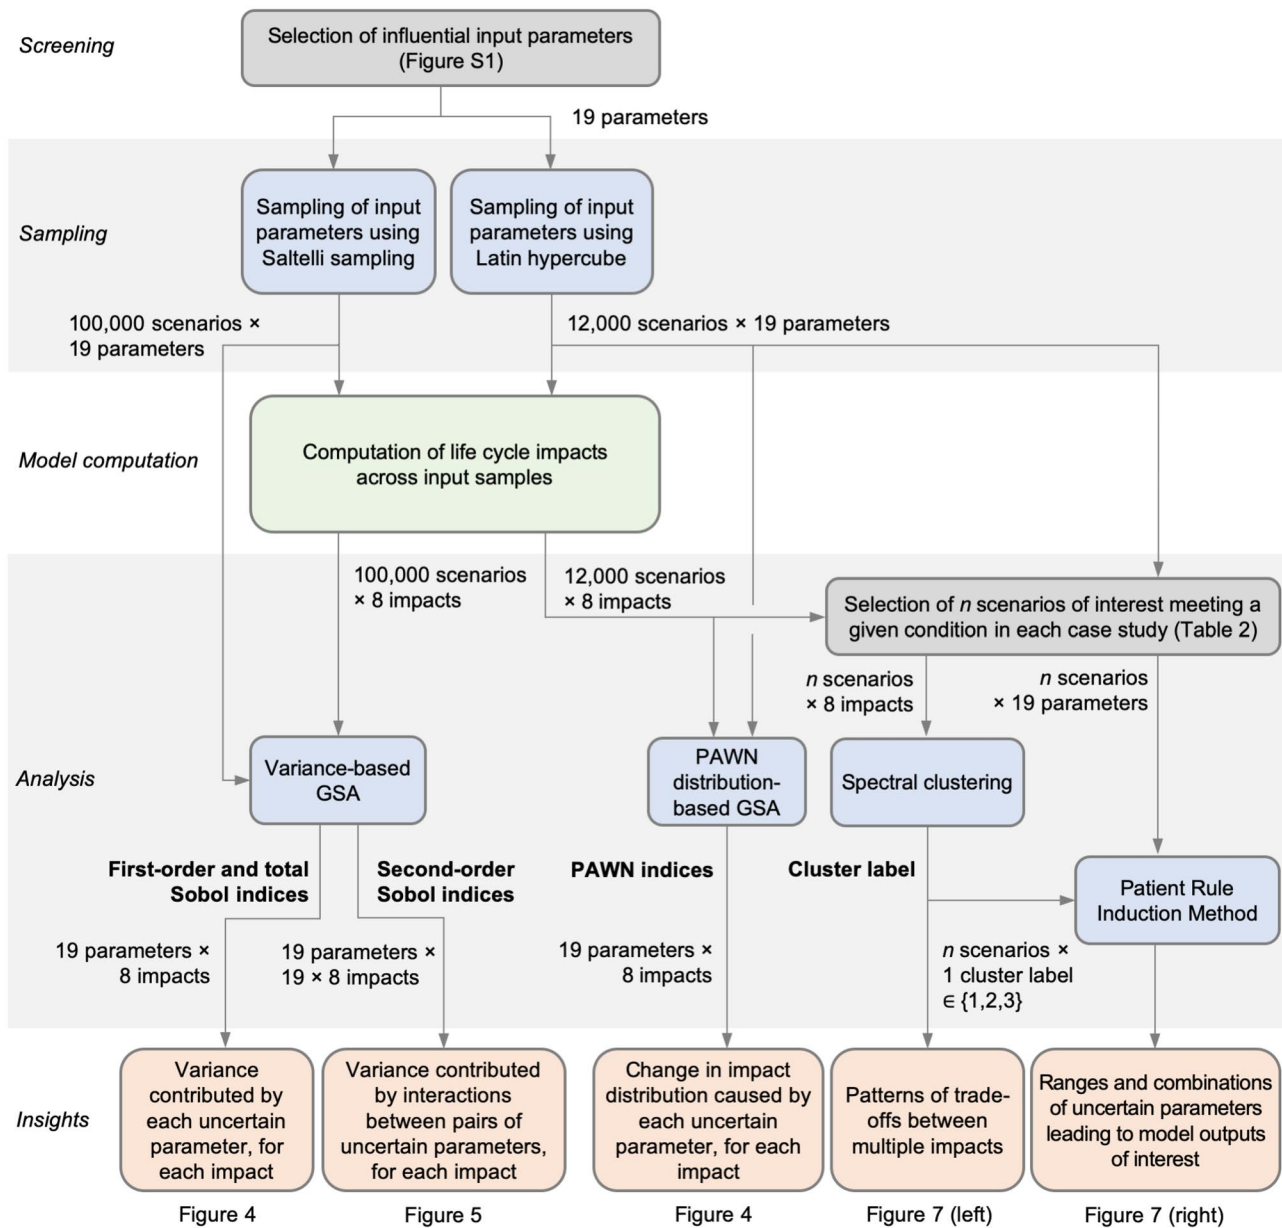 Screening
Selection of influential input parameters
(Figure S1)
19 parameters
Sampling
Sampling of input
parameters using
Saltelli sampling
Sampling of input
parameters using
Latin hypercube
100,000 scenarios ×
19 parameters
12,000 scenarios × 19 parameters
Model computation
Computation of life cycle impacts
across input samples
100,000 scenarios
× 8 impacts
12,000 scenarios
× 8 impacts
Selection of n scenarios of interest meeting a
given condition in each case study (Table 2)
n scenarios
× 8 impacts
n scenarios
× 19 parameters
Analysis
Variance-based
GSA
PAWN
distribution-
based GSA
Spectral clustering
First-order and total
Sobol indices
Second-order
Sobol indices
PAWN indices
Cluster label
Patient Rule
Induction Method
19 parameters ×
8 impacts
19 parameters ×
19 × 8 impacts
19 parameters ×
8 impacts
n scenarios ×
1 cluster label
∈ {1,2,3}
Insights
Variance
contributed by
each uncertain
parameter, for
each impact
Variance contributed
by interactions
between pairs of
uncertain parameters,
for each impact
Change in impact
distribution caused by
each uncertain
parameter, for each
impact
Patterns of trade-
offs between
multiple impacts
Ranges and combinations
of uncertain parameters
leading to model outputs
of interest
Figure 4
Figure 5
Figure 4
Figure 7 (left)
Figure 7 (right)